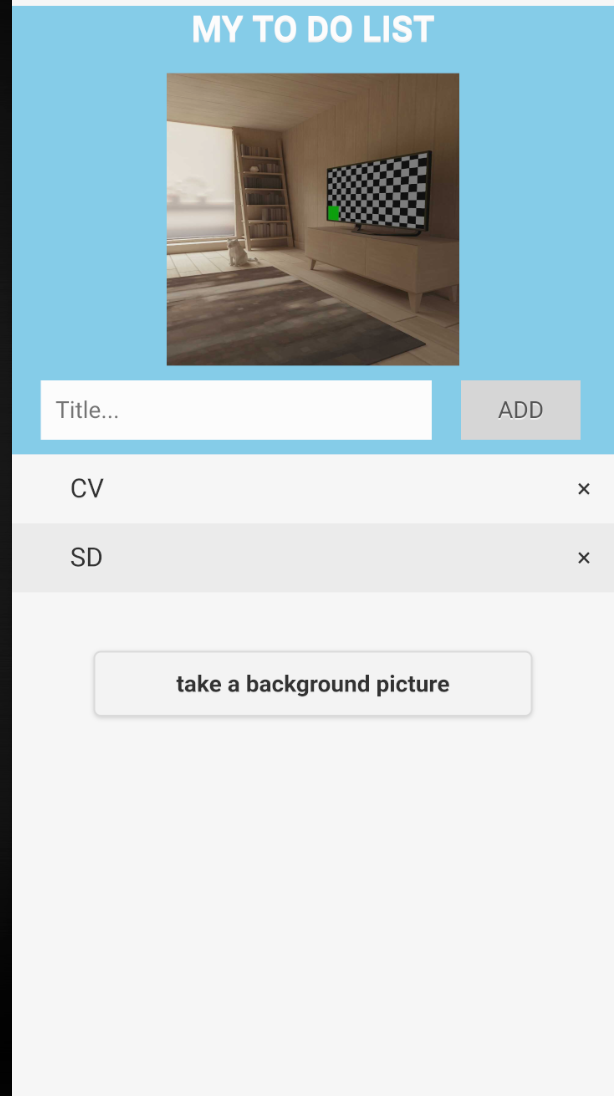 MY TO DO LIST
Title...
ADD
CV
×
SD
×
take a background picture